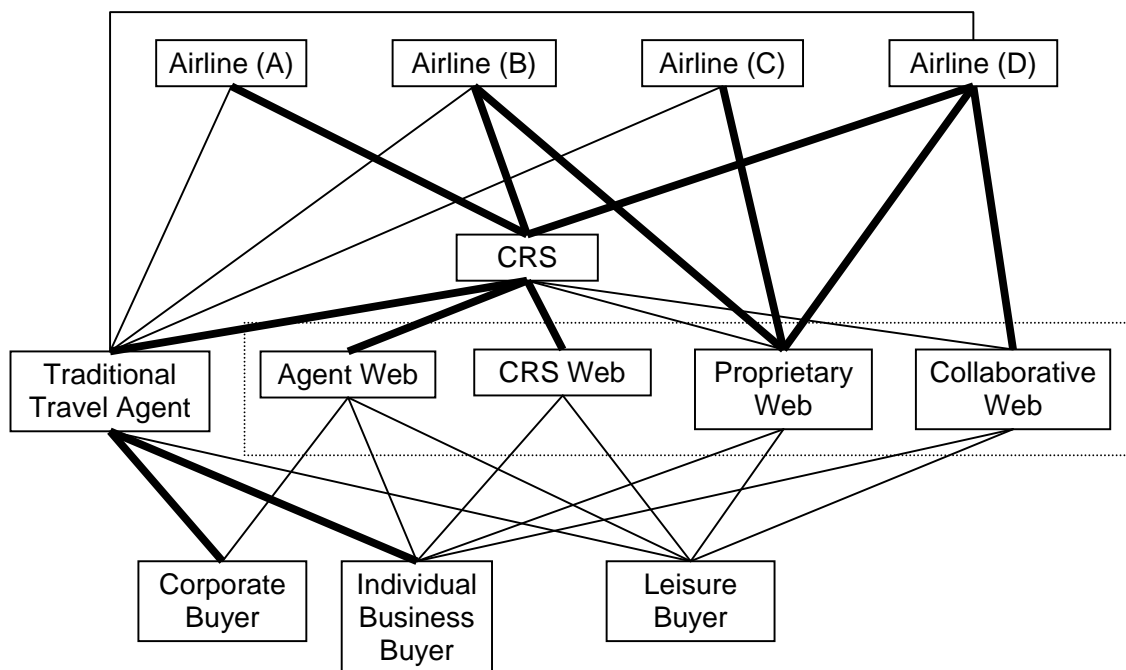 Airline (A)
Airline (B)
Airline (C)
Airline (D)
CRS
Traditional
Travel Agent
Agent Web
CRS Web
Proprietary
Web
Collaborative
Web
Corporate
Buyer
Individual
Business
Buyer
Leisure
Buyer